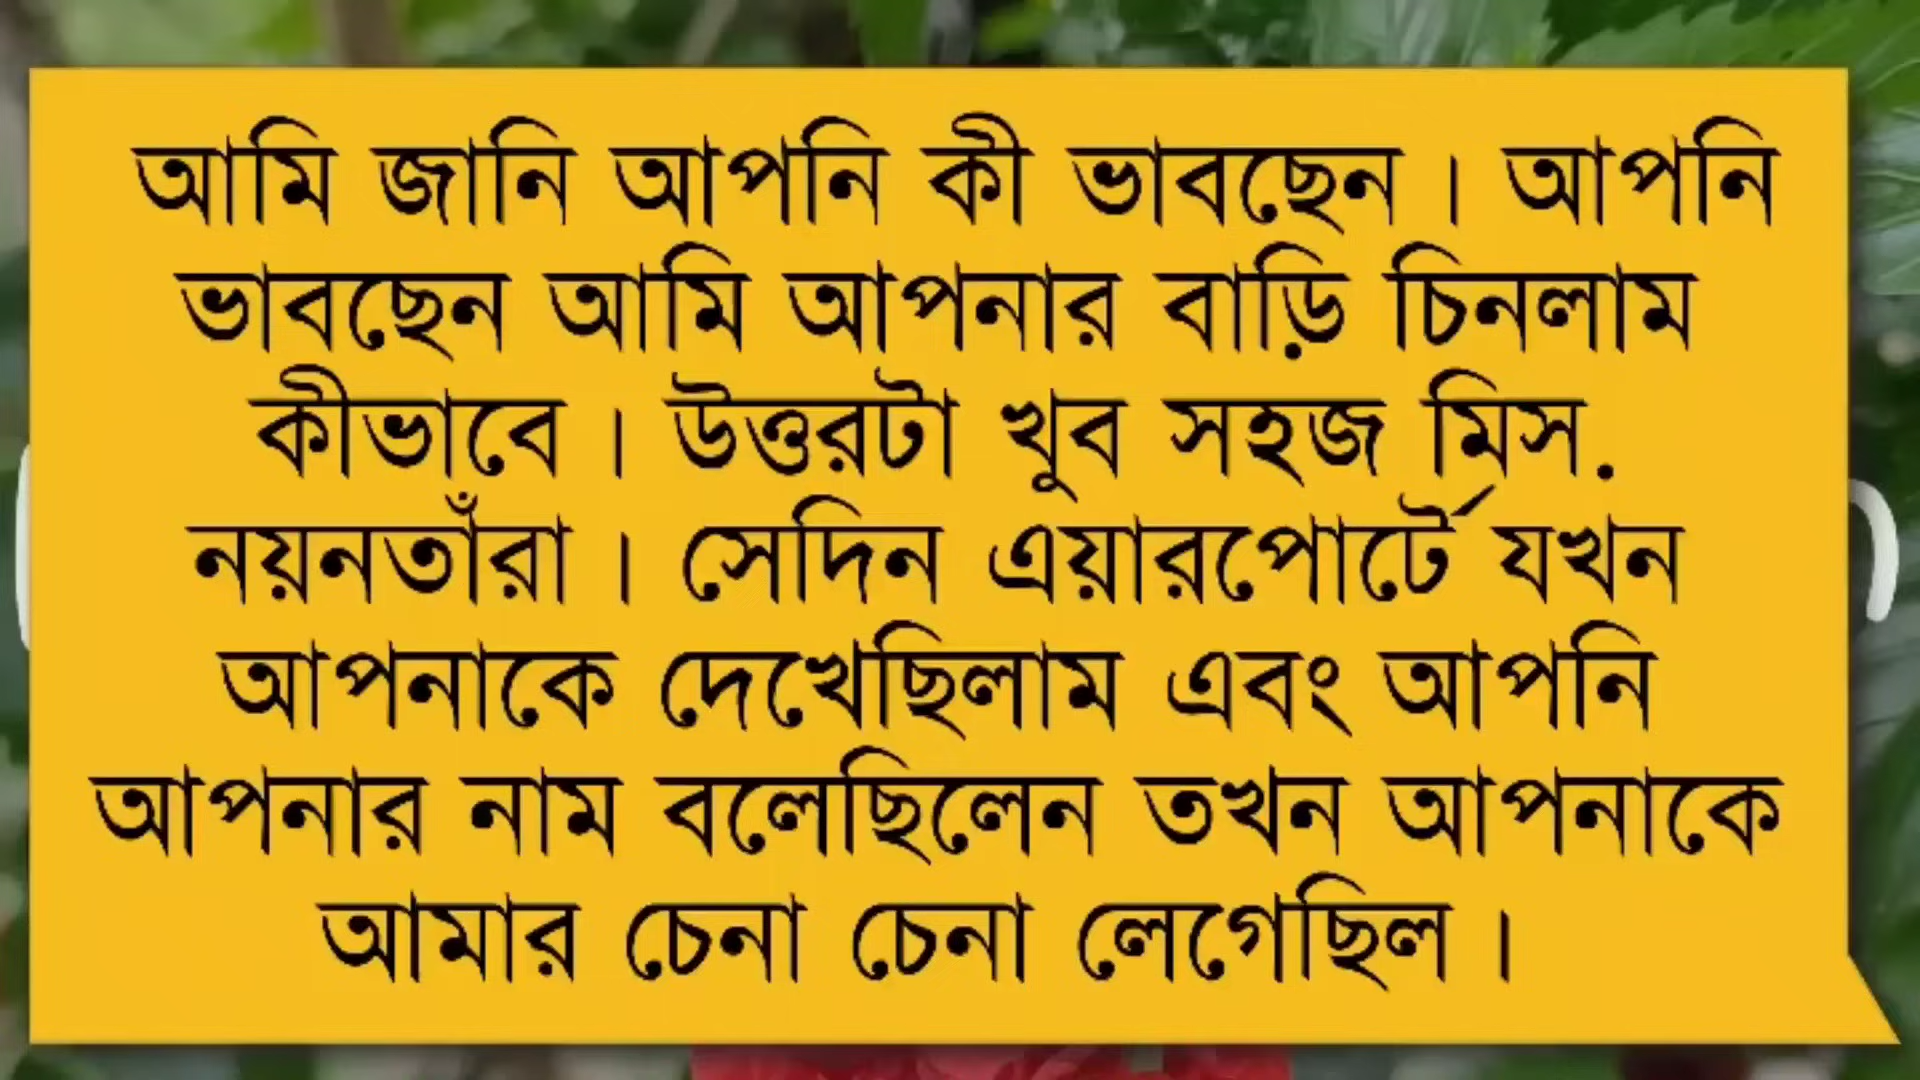 আমি জানি আপনি কী ভাবছেন। আপনি
ভাবছেন আমি আপনার বাড়ি চিনলাম
কীভাবে। উত্তরটা খুব সহজ মিস.
নয়নতাঁরা। সেদিন এয়ারপোর্টে যখন
আপনাকে দেখেছিলাম এবং আপনি
আপনার নাম বলেছিলেন তখন আপনাকে
আমার চেনা চেনা লেগেছিল।